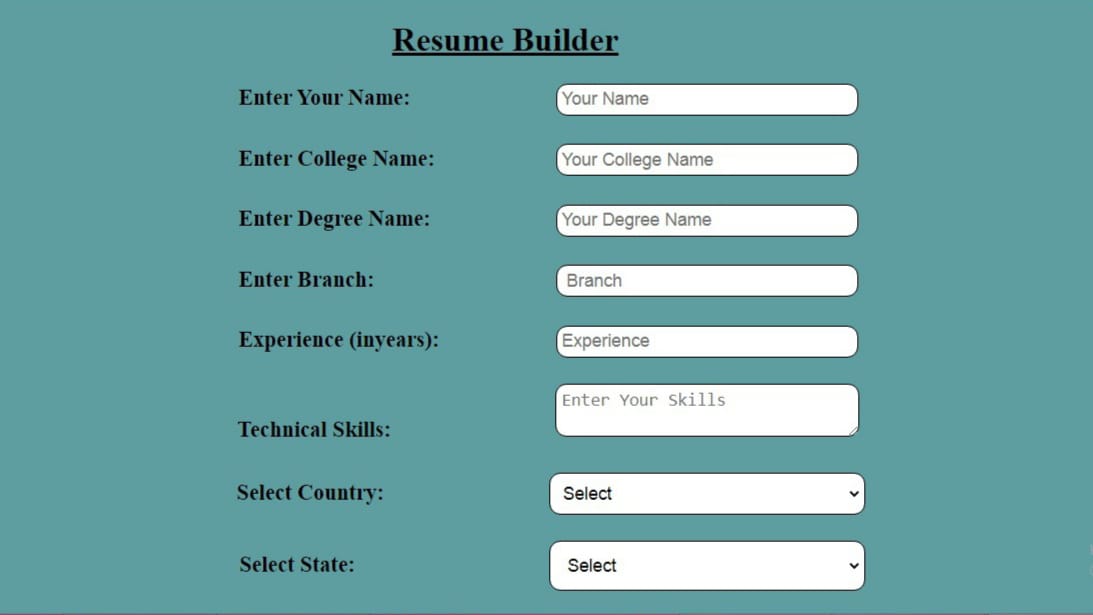 Resume Builder
Enter Your Name: Your Name
Enter College Name: Your College Name
Enter Degree Name: Your Degree Name
Enter Branch: Branch
Experience (inyears): Experience
Technical Skills: Enter Your Skills
Select Country: Select
Select State: Select